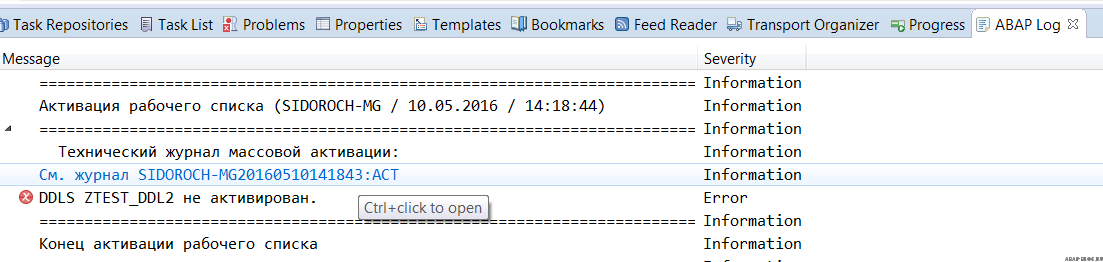 Task Repositories Task List Problems Properties Templates Bookmarks Feed Reader Transport Organizer Progress ABAP Log
Message Severity
========================================================================= Information
Активация рабочего списка (SIDOROCH-MG / 10.05.2016 / 14:18:44) Information
========================================================================= Information
Технический журнал массовой активации: Information
См. журнал SIDOROCH-MG20160510141843:ACT Information
DDLS ZTEST_DDL2 не активирован. Error
Ctrl+click to open
========================================================================= Information
Конец активации рабочего списка Information